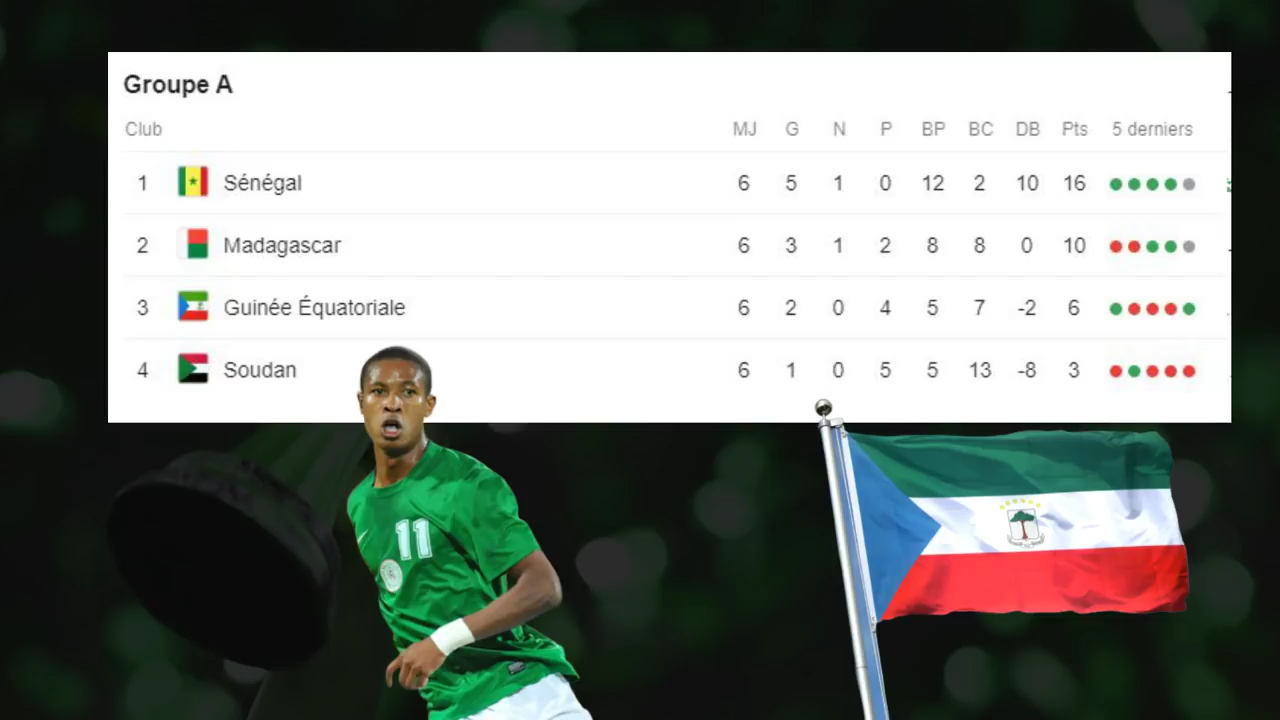 Groupe A
Club MJ G N P BP BC DB Pts 5 derniers
1 Sénégal 6 5 1 0 12 2 10 16
2 Madagascar 6 3 1 2 8 8 0 10
3 Guinée Équatoriale 6 2 0 4 5 7 -2 6
4 Soudan 6 1 0 5 5 13 -8 3
11